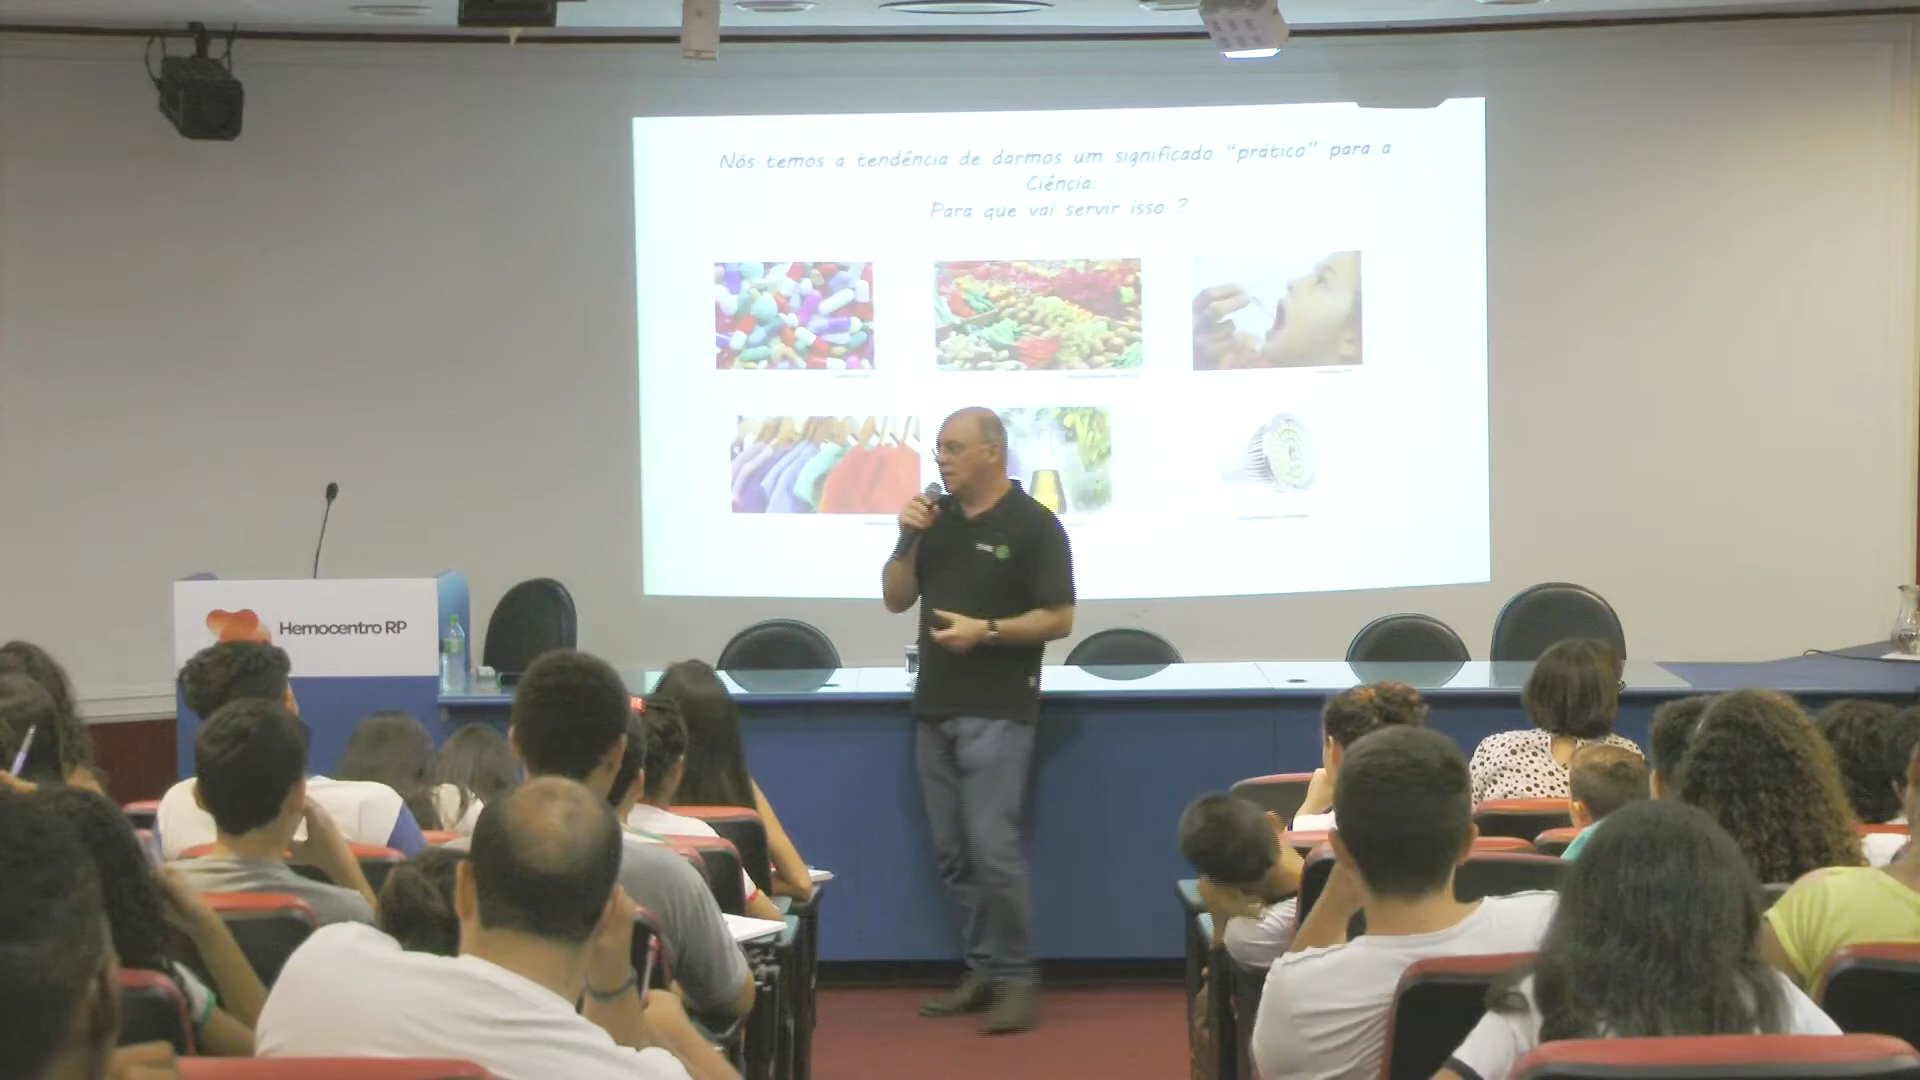 Nós temos a tendência de darmos um significado "prático" para a
Ciência:
Para que vai servir isso ?
Hemocentro RP